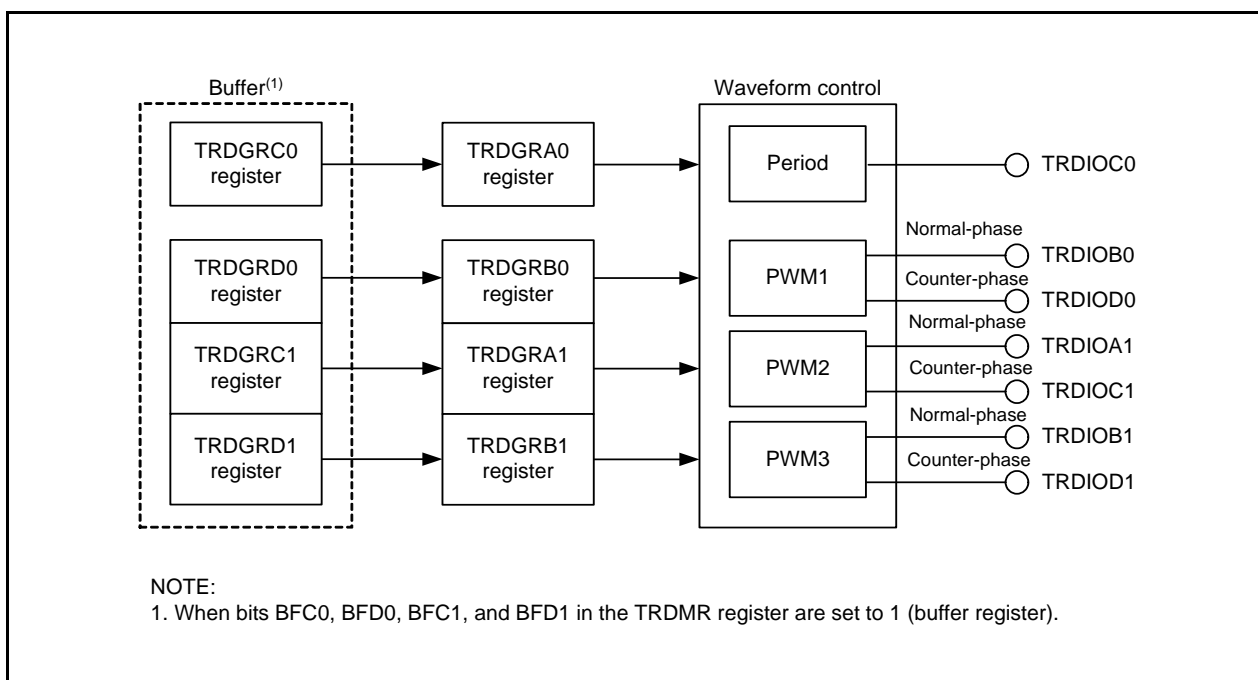 Buffer(1)
Waveform control
TRDGRC0
register
TRDGRA0
register
Period
TRDIOC0
TRDGRD0
register
TRDGRB0
register
PWM1
Normal-phase
TRDIOB0
Counter-phase
TRDIOD0
TRDGRC1
register
TRDGRA1
register
PWM2
Normal-phase
TRDIOA1
Counter-phase
TRDIOC1
TRDGRD1
register
TRDGRB1
register
PWM3
Normal-phase
TRDIOB1
Counter-phase
TRDIOD1
NOTE:
1. When bits BFC0, BFD0, BFC1, and BFD1 in the TRDMR register are set to 1 (buffer register).